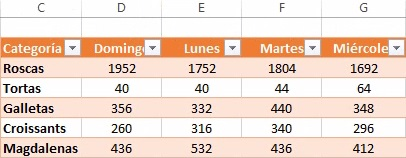 C D E F G
Categoría Doming Lunes Martes Miércole
Roscas 1952 1752 1804 1692
Tortas 40 40 44 64
Galletas 356 332 440 348
Croissants 260 316 340 296
Magdalenas 436 532 436 412